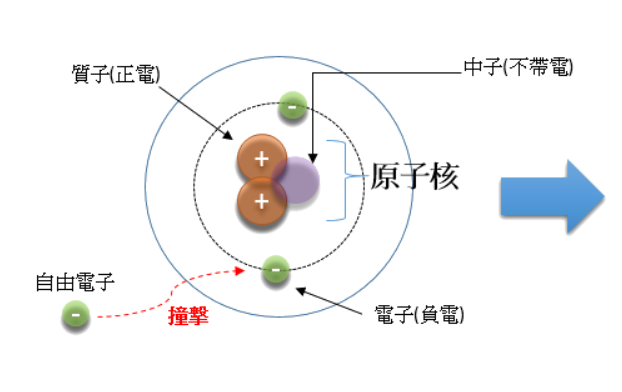 中子(不帶電)
質子(正電)
原子核
自由電子
撞擊
電子(負電)